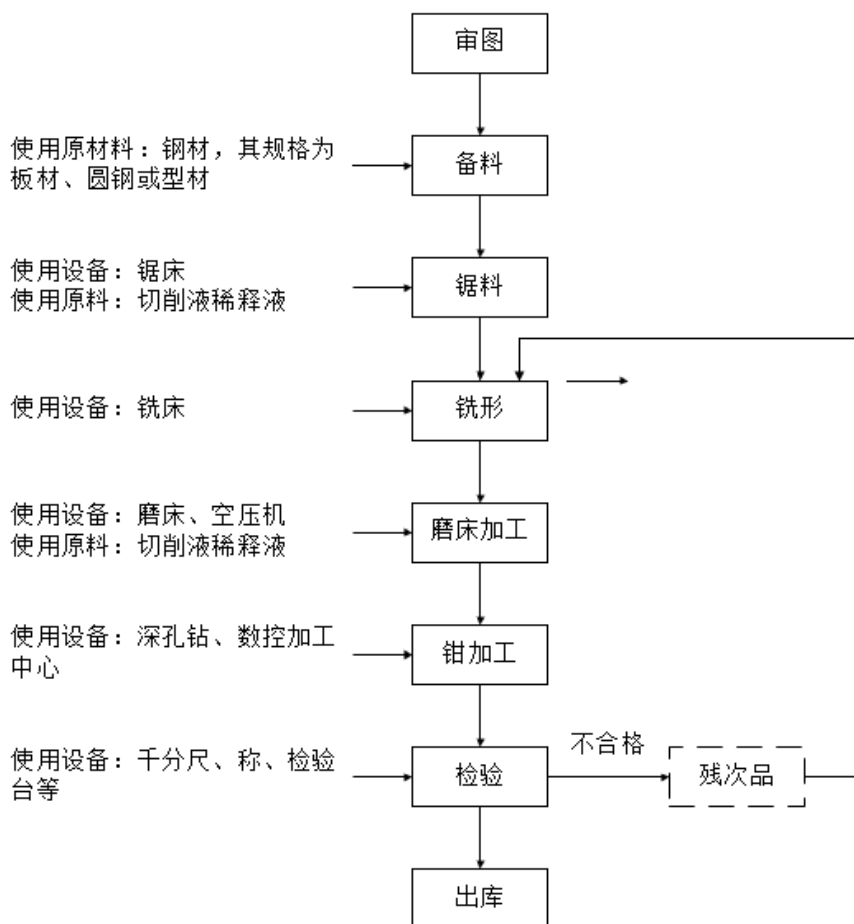 审图
使用原材料：钢材，其规格为
板材、圆钢或型材
备料
使用设备：锯床
使用原料：切削液稀释液
锯料
使用设备：铣床
铣形
使用设备：磨床、空压机
使用原料：切削液稀释液
磨床加工
使用设备：深孔钻、数控加工
中心
钳加工
使用设备：千分尺、称、检验
台等
检验
不合格
残次品
出库